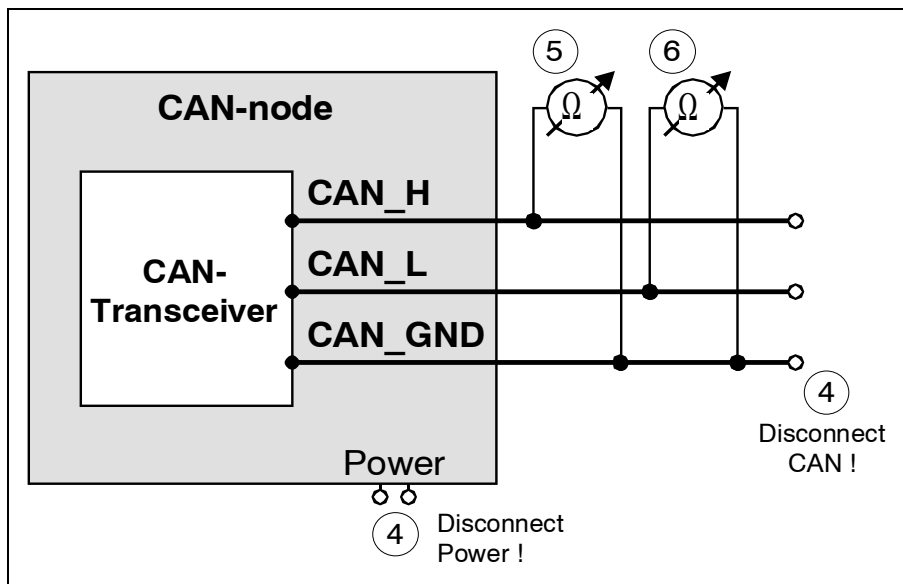 5
6
Ω
Ω
CAN-node
CAN_H
CAN_L
CAN_GND
CAN-
Transceiver
4
Disconnect
CAN !
Power
4
Disconnect
Power !